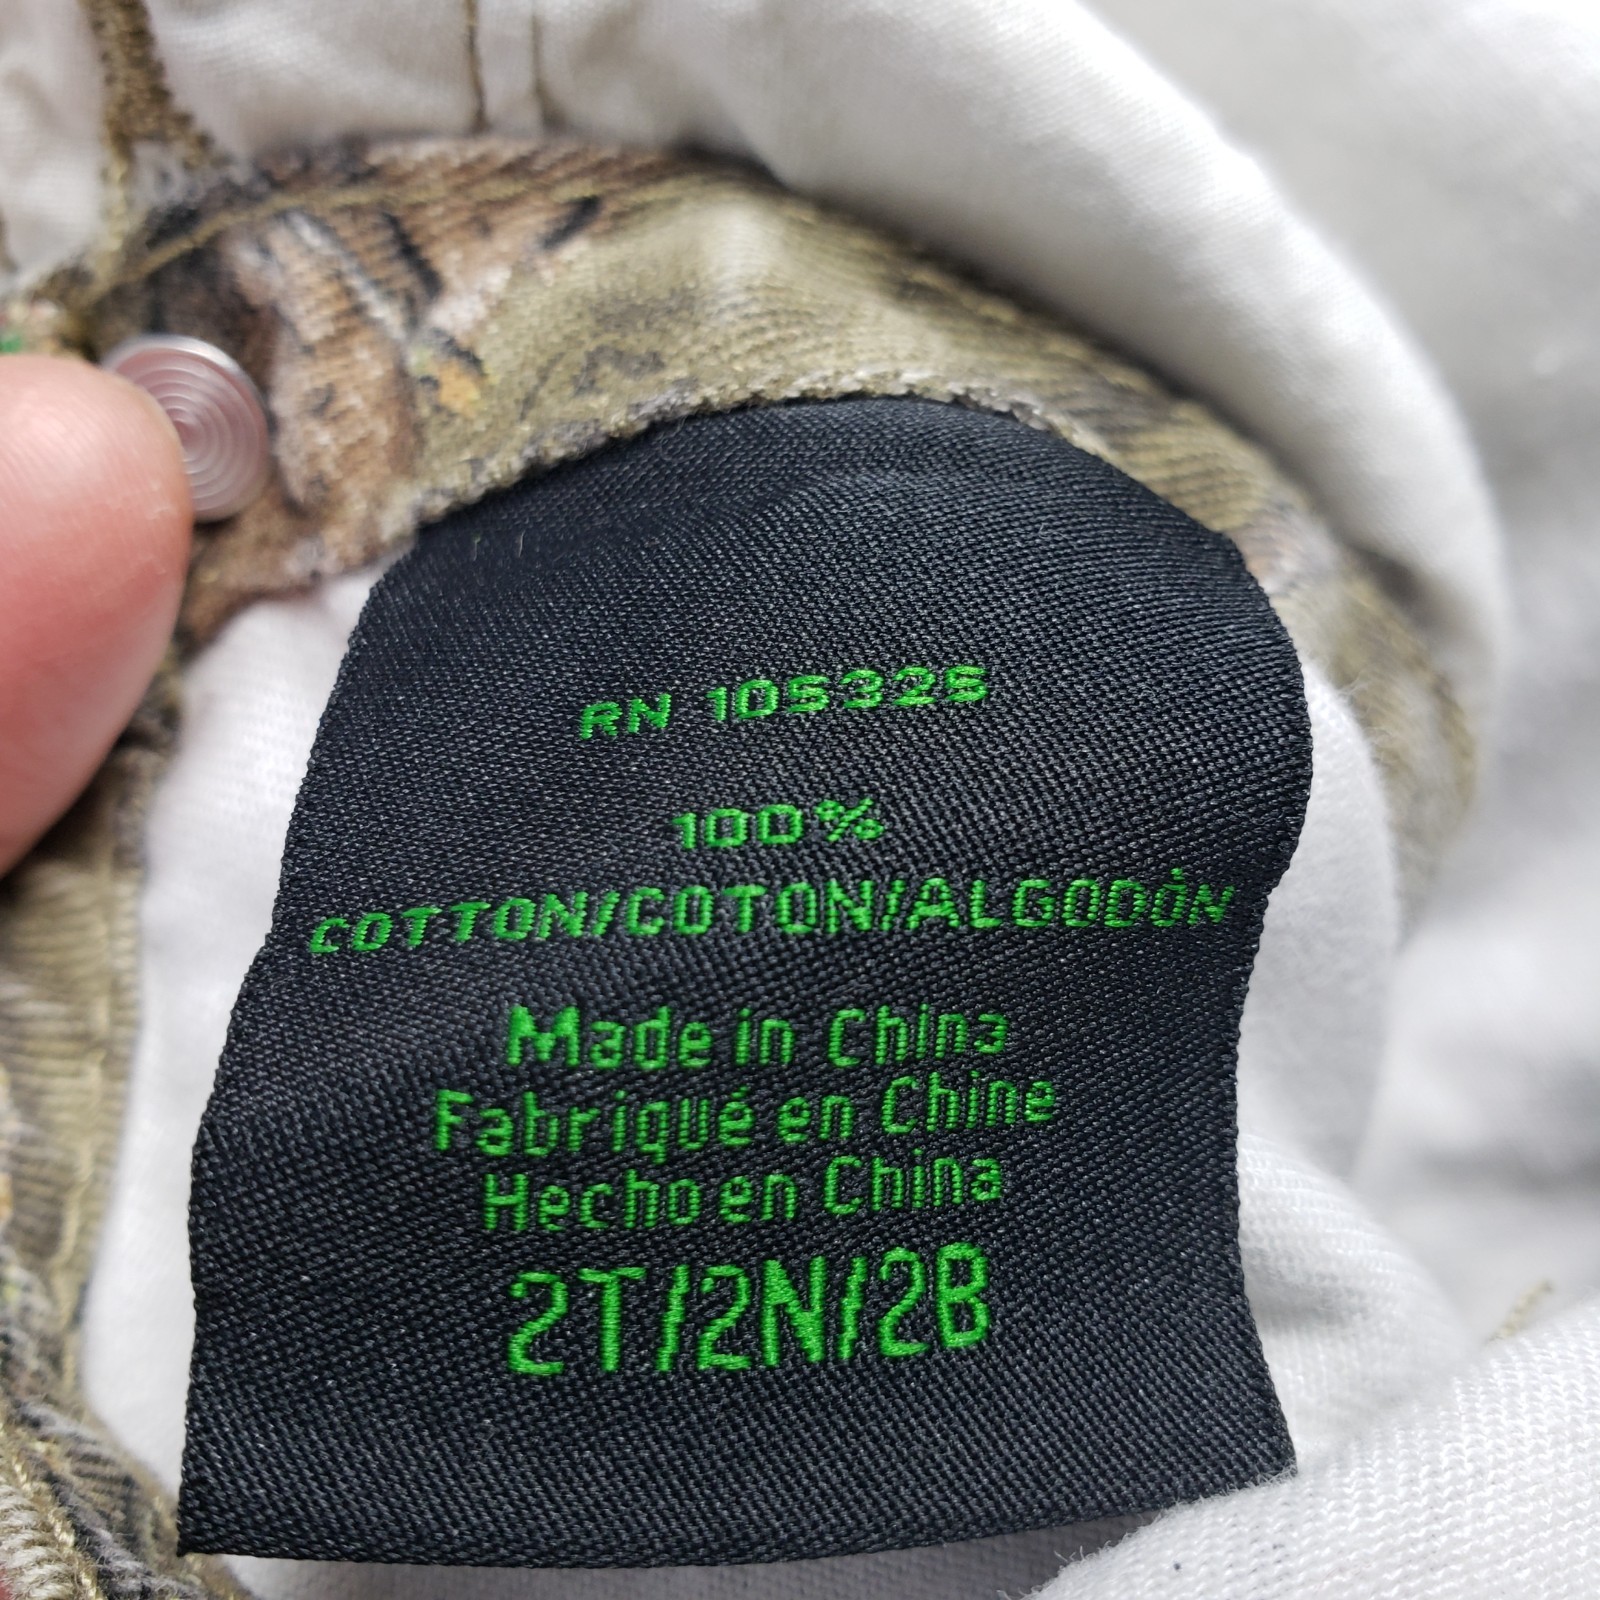 RN 105325
100%
COTTON/COTON/ALGODÒN
Made in China
Fabriqué en Chine
Hecho en China
2T/2N/2B